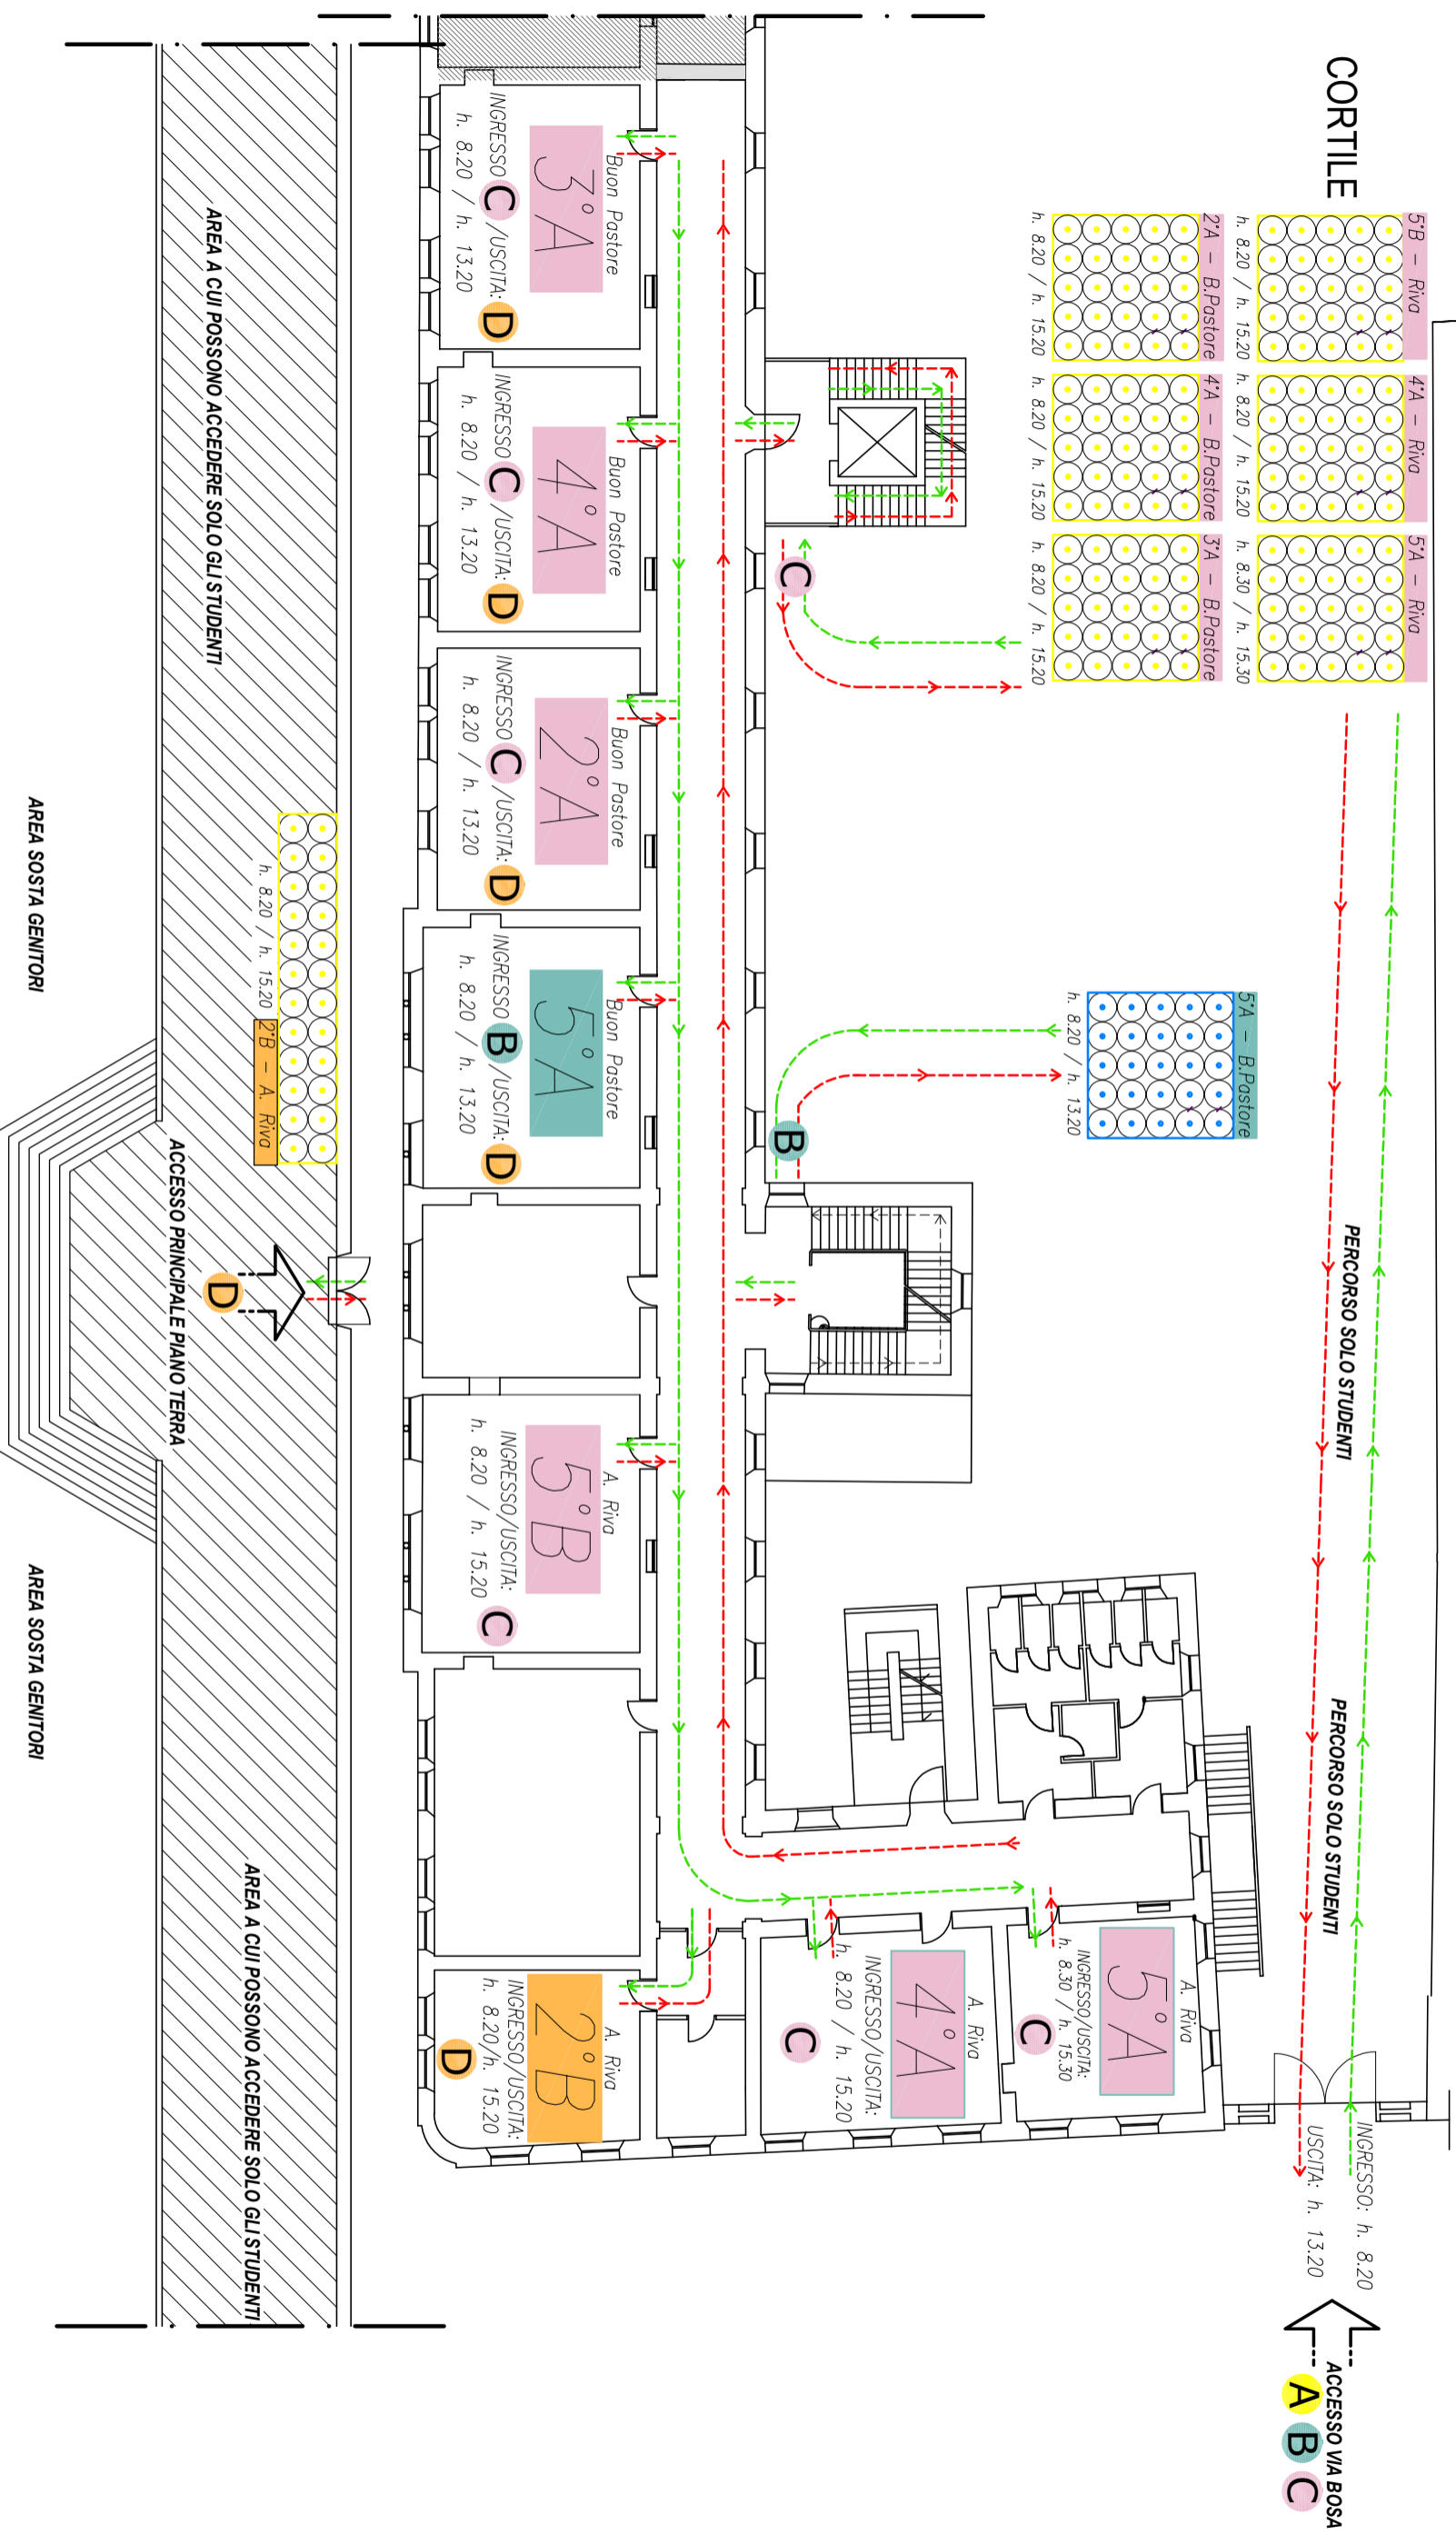 CORTILE
5°B - Riva
h. 8.20 / h. 15.20
4°A - Riva
h. 8.20 / h. 15.20
5°A - Riva
h. 8.30 / h. 15.30
2°A - B.Pastore
h. 8.20 / h. 15.20
4°A - B.Pastore
h. 8.20 / h. 15.20
3°A - B.Pastore
h. 8.20 / h. 15.20
5°A - B.Pastore
h. 8.20 / h. 13.20
PERCORSO SOLO STUDENTI
PERCORSO SOLO STUDENTI
INGRESSO: h. 8.20
USCITA: h. 13.20
ACCESSO VIA BOSA
A B C
C
B
Buon Pastore
3°A
INGRESSO C /USCITA: D
h. 8.20 / h. 13.20
Buon Pastore
4°A
INGRESSO C /USCITA: D
h. 8.20 / h. 13.20
Buon Pastore
2°A
INGRESSO C /USCITA: D
h. 8.20 / h. 13.20
Buon Pastore
5°A
INGRESSO B /USCITA: D
h. 8.20 / h. 13.20
A. Riva
5°B
INGRESSO/USCITA:
h. 8.20 / h. 15.20
C
A. Riva
5°A
INGRESSO/USCITA:
h. 8.30 / h. 15.30
C
A. Riva
4°A
INGRESSO/USCITA:
h. 8.20 / h. 15.20
C
A. Riva
2°B
INGRESSO/USCITA:
h. 8.20/h. 15.20
D
AREA A CUI POSSONO ACCEDERE SOLO GLI STUDENTI
h. 8.20 / h. 15.20
2°B - A. Riva
D
ACCESSO PRINCIPALE PIANO TERRA
AREA A CUI POSSONO ACCEDERE SOLO GLI STUDENTI
AREA SOSTA GENITORI
AREA SOSTA GENITORI